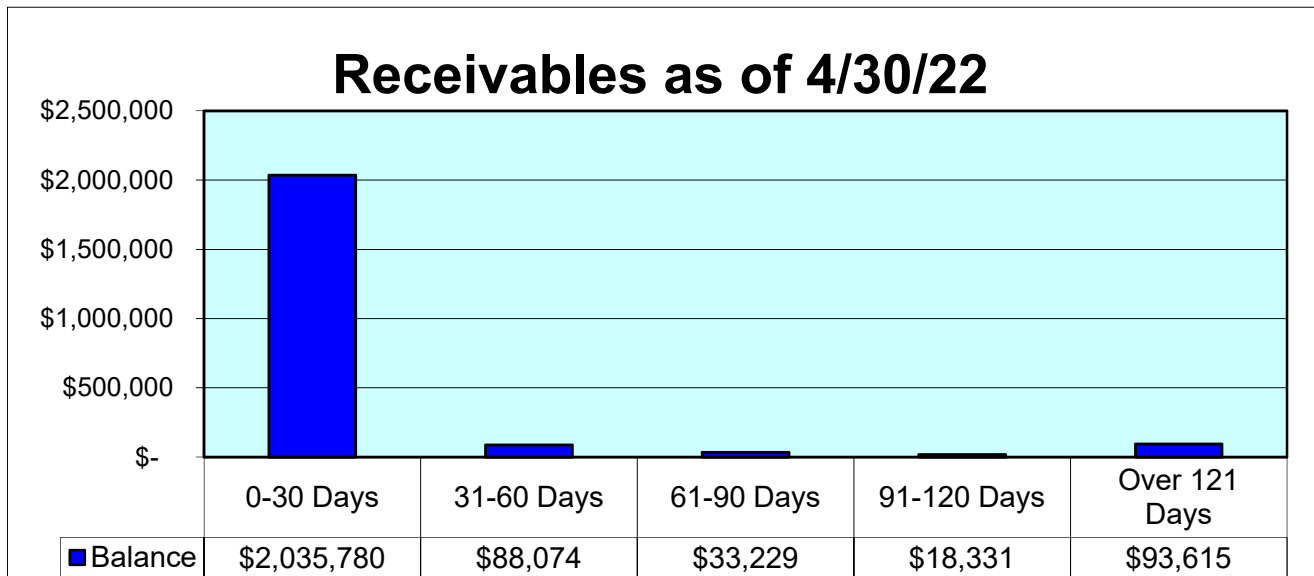 Receivables as of 4/30/22
$2,500,000
$2,000,000
$1,500,000
$1,000,000
$500,000
$-
0-30 Days 31-60 Days 61-90 Days 91-120 Days Over 121
Days
Balance $2,035,780 $88,074 $33,229 $18,331 $93,615